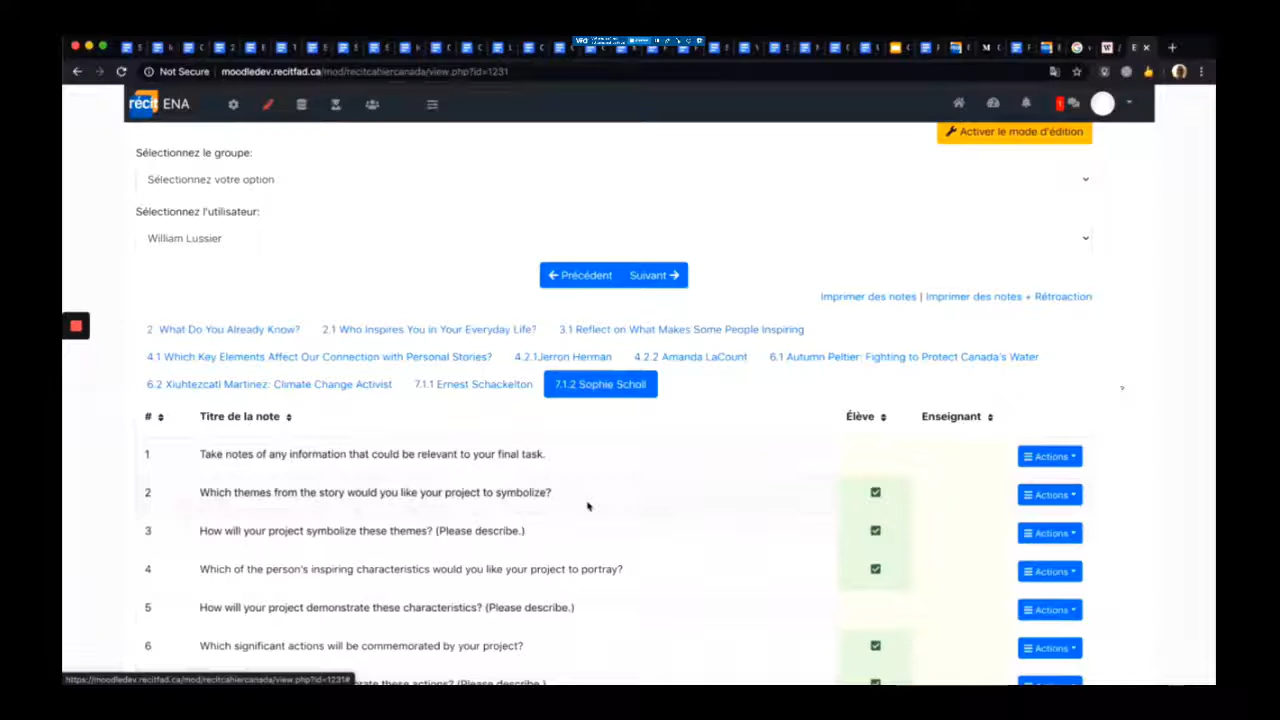 Not Secure moodledev.recitfad.ca/mod/recitcahiercanada/view.php?id=1231
récit ENA
Activer le mode d'édition
Sélectionnez le groupe:
Sélectionnez votre option
Sélectionnez l'utilisateur:
William Lussier
← Précédent Suivant →
Imprimer des notes | Imprimer des notes + Rétroaction
2 What Do You Already Know? 2.1 Who Inspires You in Your Everyday Life? 3.1 Reflect on What Makes Some People Inspiring
4.1 Which Key Elements Affect Our Connection with Personal Stories? 4.2.1Jerron Herman 4.2.2 Amanda LaCount 6.1 Autumn Peltier: Fighting to Protect Canada's Water
6.2 Xiuhtezcatl Martinez: Climate Change Activist 7.1.1 Ernest Schackelton 7.1.2 Sophie Scholl
# Titre de la note Élève Enseignant
1 Take notes of any information that could be relevant to your final task. Actions
2 Which themes from the story would you like your project to symbolize? Actions
3 How will your project symbolize these themes? (Please describe.) Actions
4 Which of the person's inspiring characteristics would you like your project to portray? Actions
5 How will your project demonstrate these characteristics? (Please describe.) Actions
6 Which significant actions will be commemorated by your project? Actions
these actions? (Please describe.) Actions
https://moodledev.recitfad.ca/mod/recitcahiercanada/view.php?id=1231#